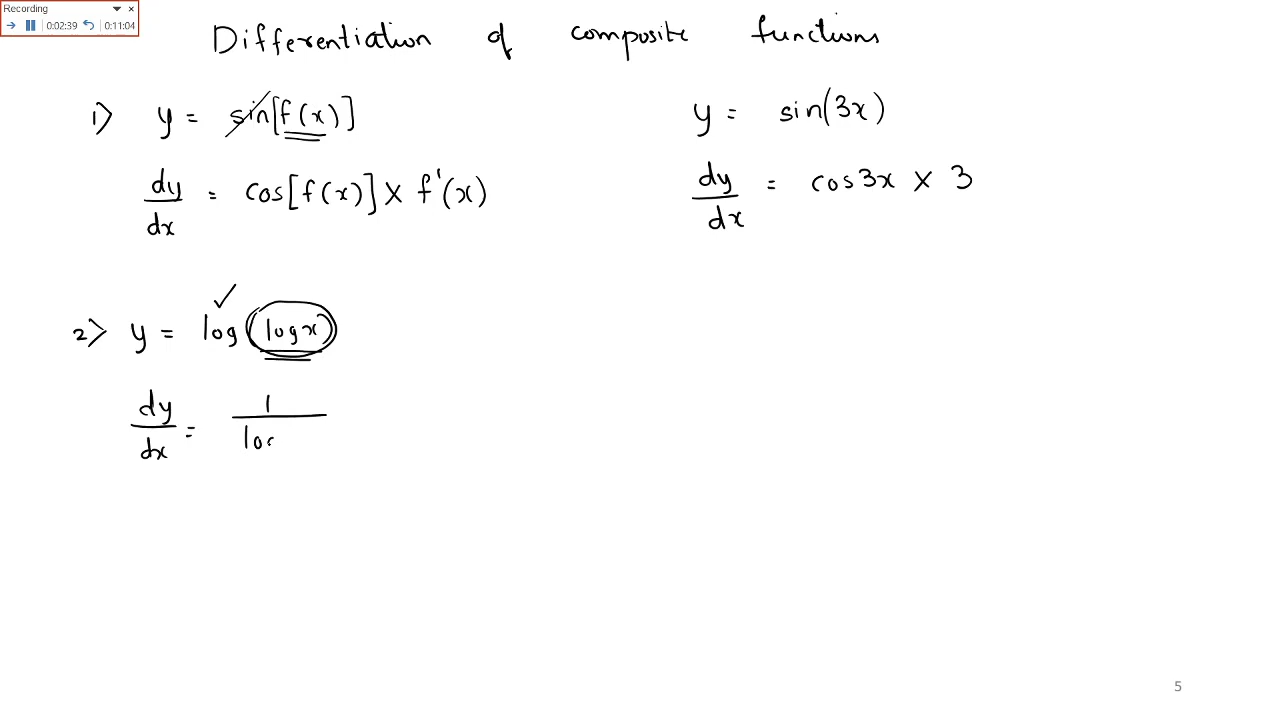 Recording
0:02:39 0:11:04
Differentiation of composite functions
1) y = sin[f(x)]
dy/dx = cos[f(x)] × f'(x)
y = sin(3x)
dy/dx = cos3x × 3
2) y = log(logx)
dy/dx = 1/lo
5